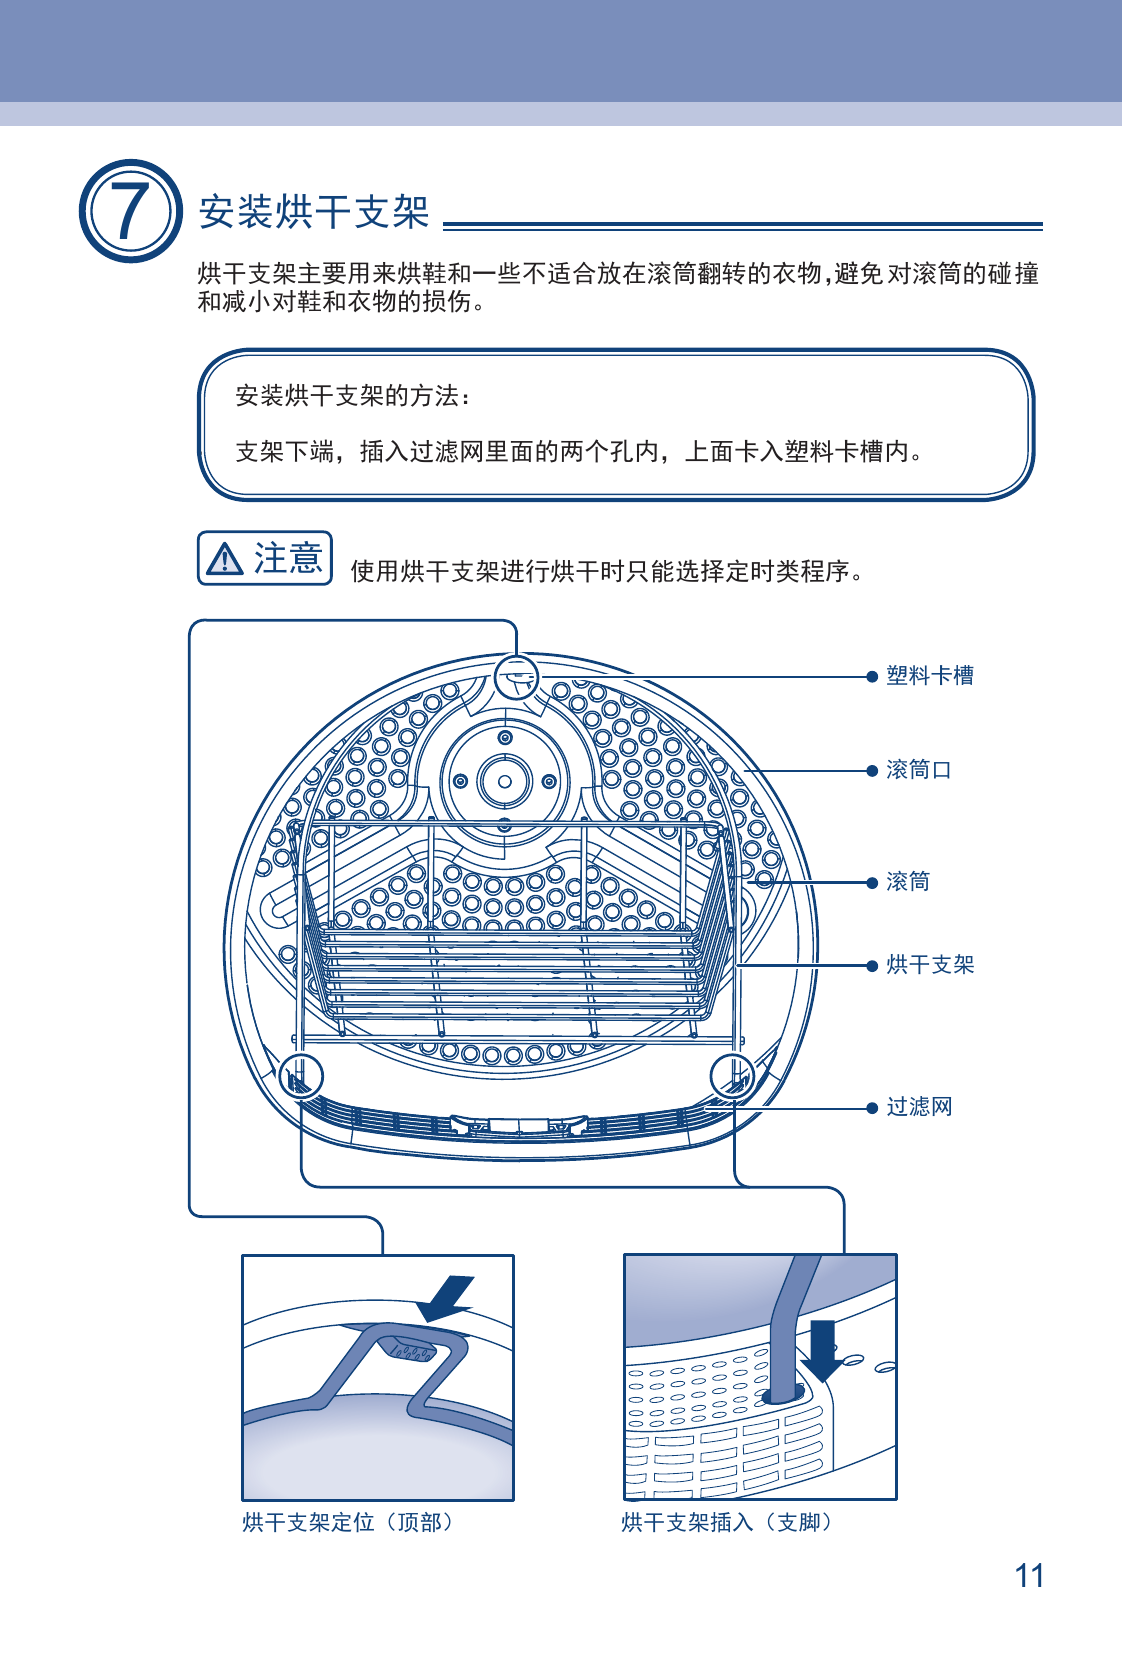 7
安装烘干支架
烘干支架主要用来烘鞋和一些不适合放在滚筒翻转的衣物,避免对滚筒的碰撞
和减小对鞋和衣物的损伤。
安装烘干支架的方法：
支架下端，插入过滤网里面的两个孔内，上面卡入塑料卡槽内。
注意
使用烘干支架进行烘干时只能选择定时类程序。
塑料卡槽
滚筒口
滚筒
烘干支架
过滤网
烘干支架定位（顶部）
烘干支架插入（支脚）
11